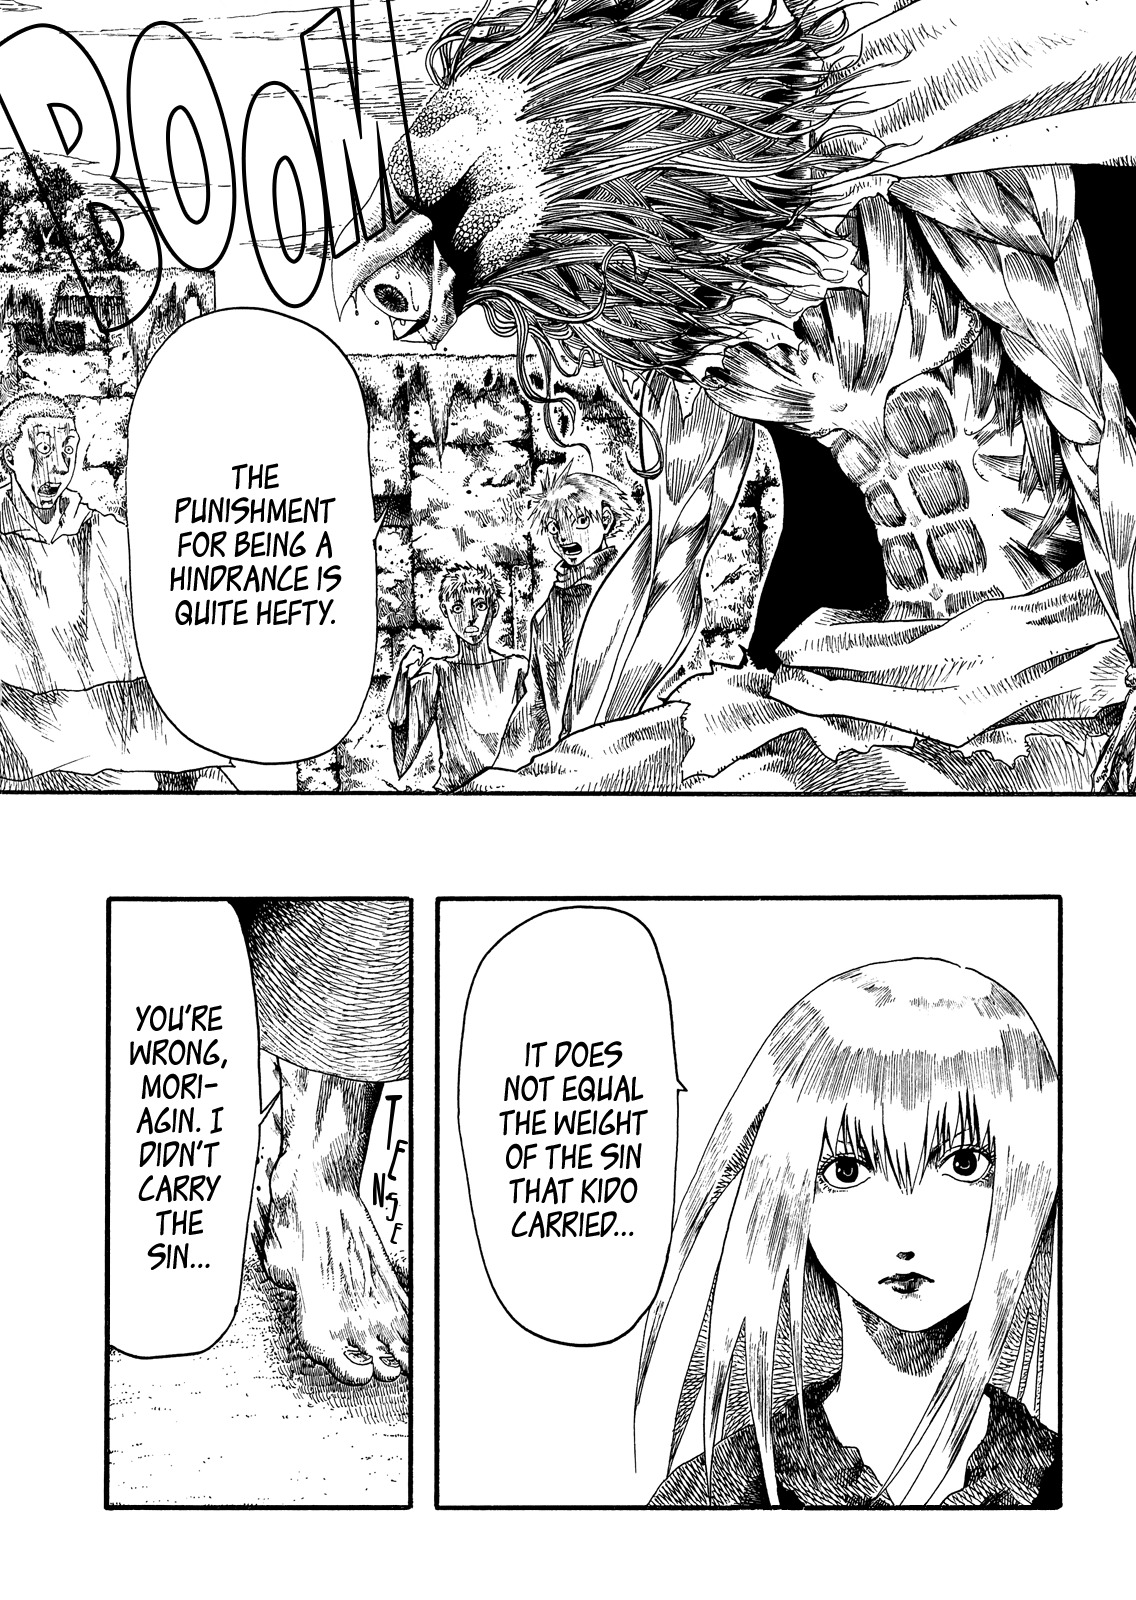 BOOM
THE
PUNISHMENT
FOR BEING A
HINDRANCE IS
QUITE HEFTY.
IT DOES
NOT EQUAL
THE WEIGHT
OF THE SIN
THAT KIDO
CARRIED...
YOU'RE
WRONG,
MORI-
AGIN. I
DIDN'T
CARRY
THE
SIN...
TENSE